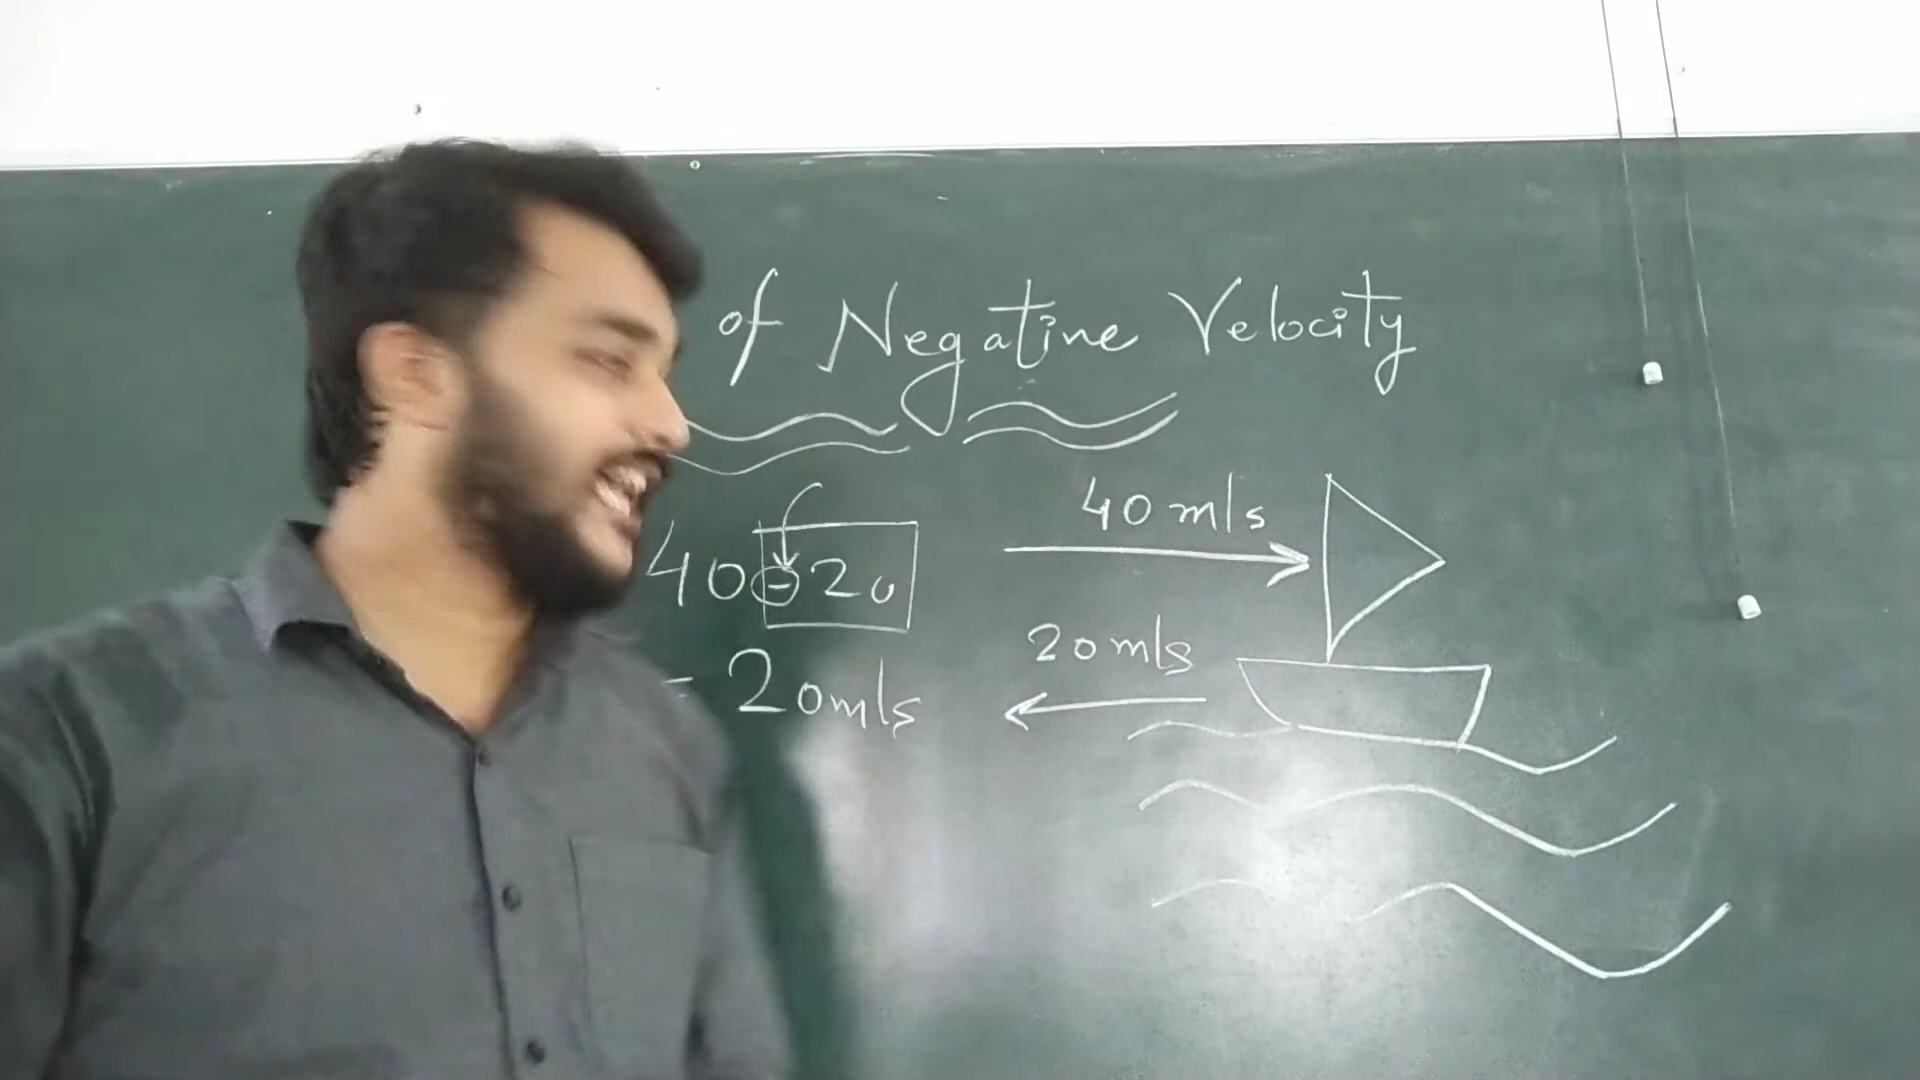 of Negative Velocity
40 m/s
40-20
20 m/s
= 20 m/s